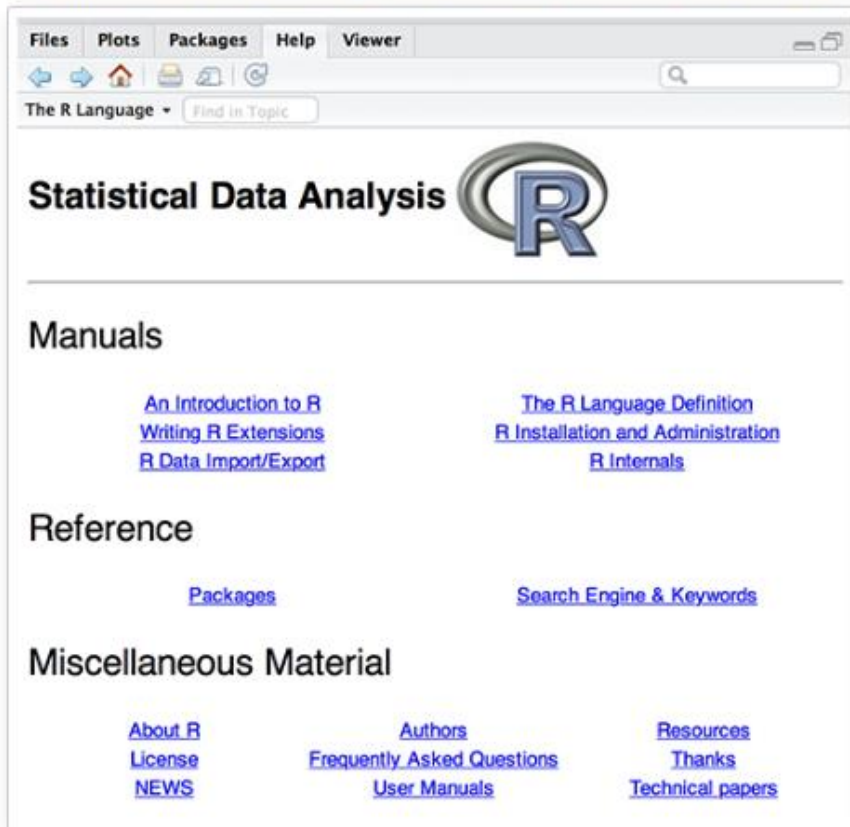 Files Plots Packages Help Viewer
The R Language Find in Topic
Statistical Data Analysis R
Manuals
An Introduction to R The R Language Definition
Writing R Extensions R Installation and Administration
R Data Import/Export R Internals
Reference
Packages Search Engine & Keywords
Miscellaneous Material
About R Authors Resources
License Frequently Asked Questions Thanks
NEWS User Manuals Technical papers